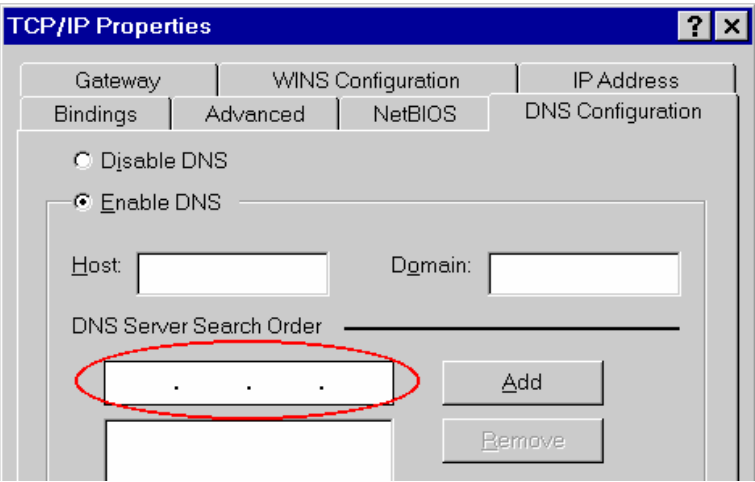 TCP/IP Properties ? ×
Gateway WINS Configuration IP Address
Bindings Advanced NetBIOS DNS Configuration
Disable DNS
Enable DNS
Host: Domain:
DNS Server Search Order
. . . Add
Remove